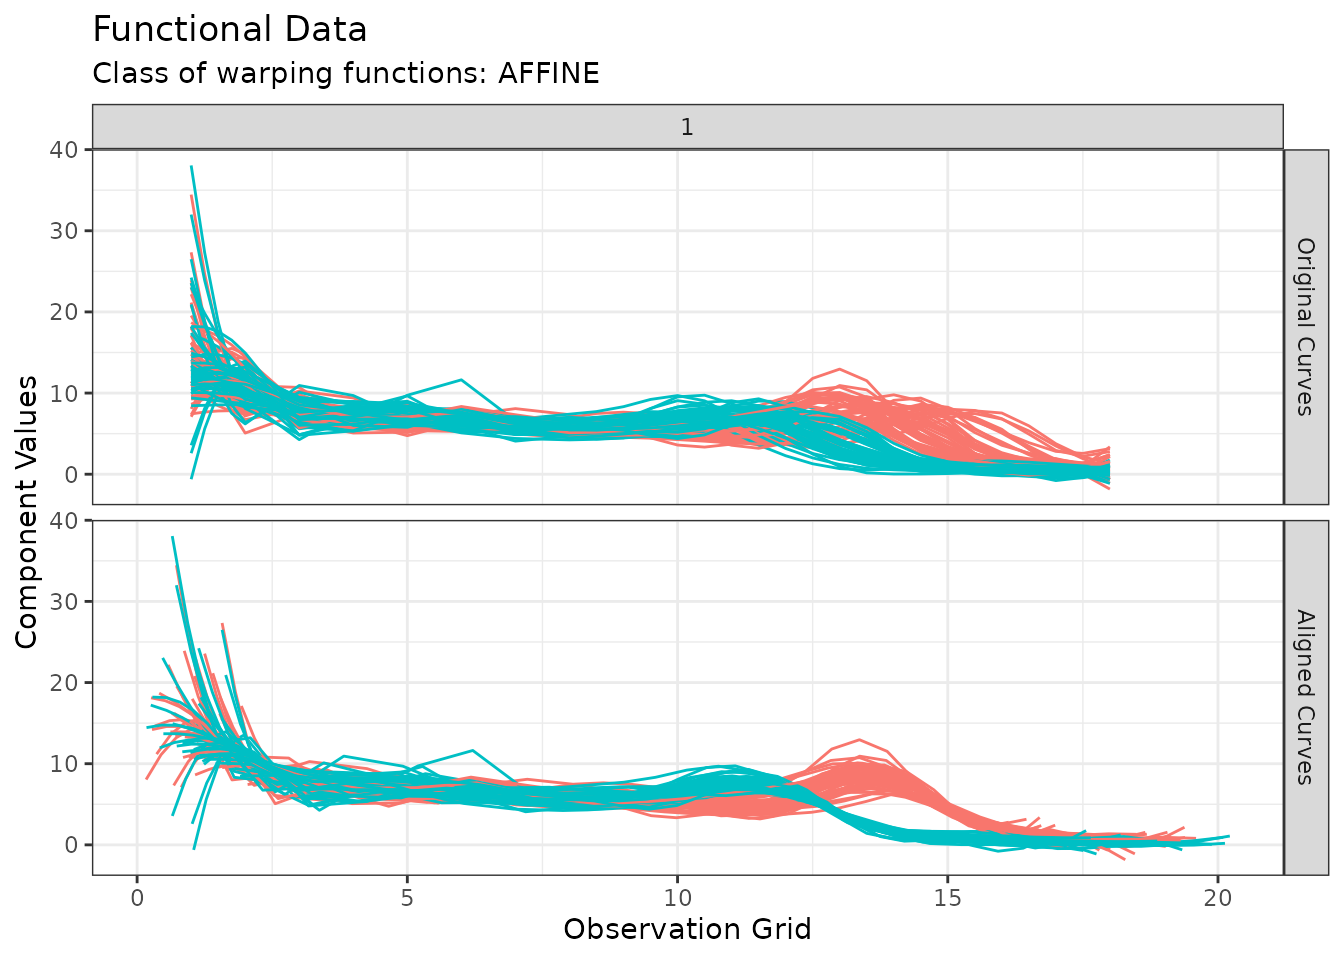 Functional Data
Class of warping functions: AFFINE
1
40
30
20
10
0
Original Curves
Component Values
40
30
20
10
0
Aligned Curves
0 5 10 15 20
Observation Grid